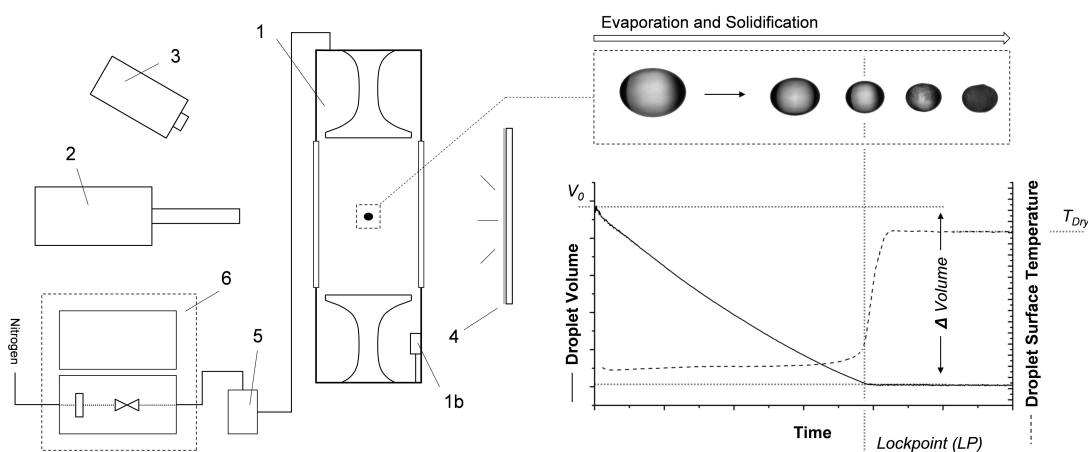 Evaporation and Solidification
1
3
2
6
Nitrogen
5
4
1b
V0
TDry
Droplet Volume
Δ Volume
Droplet Surface Temperature
Time
Lockpoint (LP)